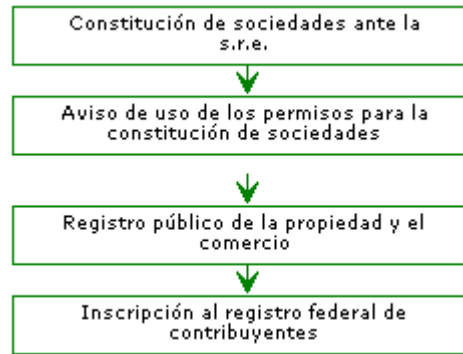 Constitución de sociedades ante la
s.r.e.
Aviso de uso de los permisos para la
constitución de sociedades
Registro público de la propiedad y el
comercio
Inscripción al registro federal de
contribuyentes